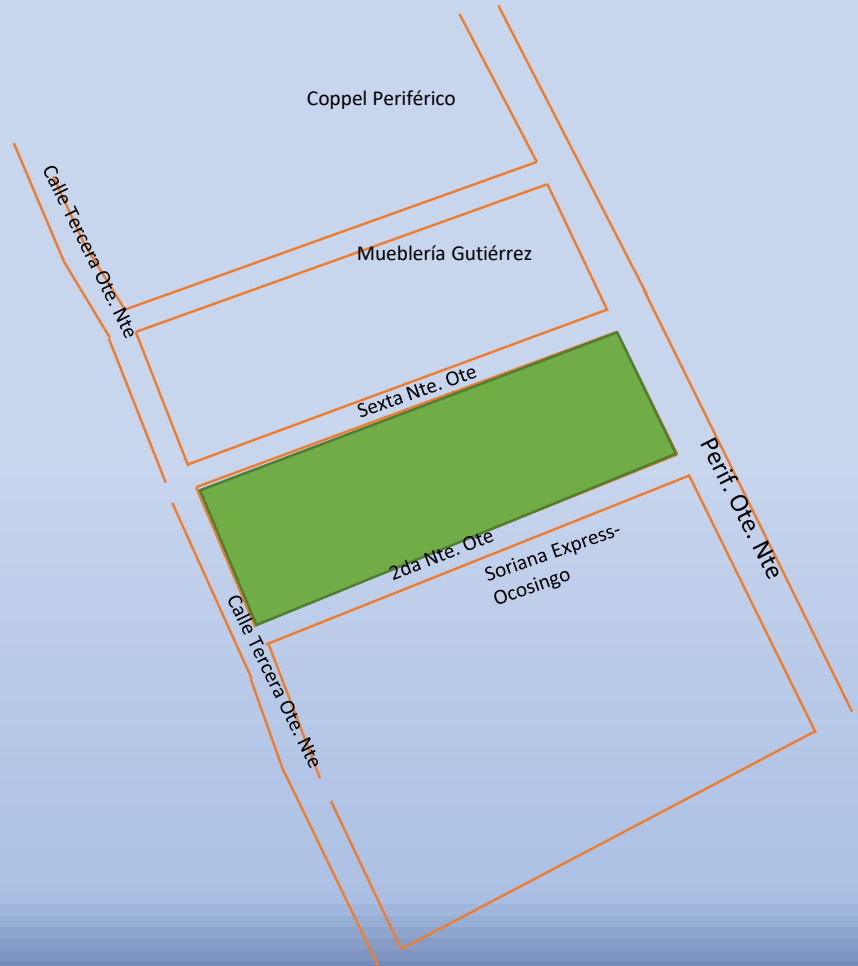 Coppel Periférico
Calle Tercera Ote. Nte
Mueblería Gutiérrez
Sexta Nte. Ote
Perif. Ote. Nte
2da Nte. Ote
Soriana Express-
Ocosingo
Calle Tercera Ote. Nte